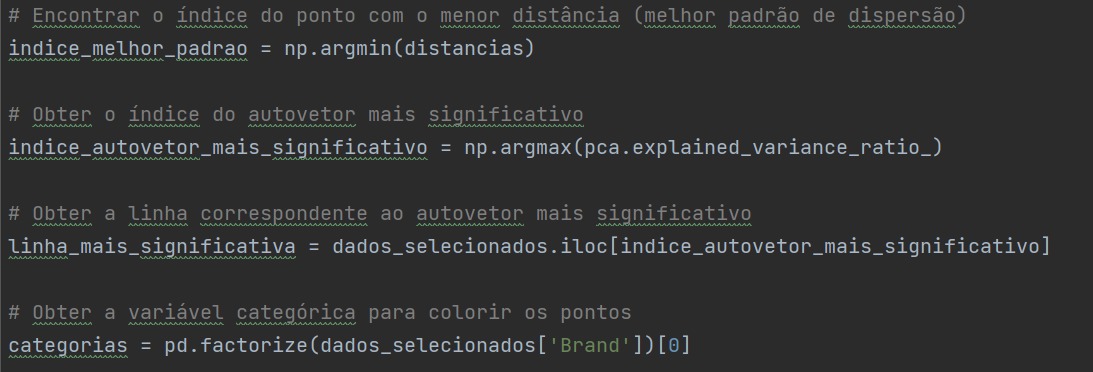 # Encontrar o índice do ponto com o menor distância (melhor padrão de dispersão)
indice_melhor_padrao = np.argmin(distancias)
# Obter o índice do autovetor mais significativo
indice_autovetor_mais_significativo = np.argmax(pca.explained_variance_ratio_)
# Obter a linha correspondente ao autovetor mais significativo
linha_mais_significativa = dados_selecionados.iloc[indice_autovetor_mais_significativo]
# Obter a variável categórica para colorir os pontos
categorias = pd.factorize(dados_selecionados['Brand'])[0]